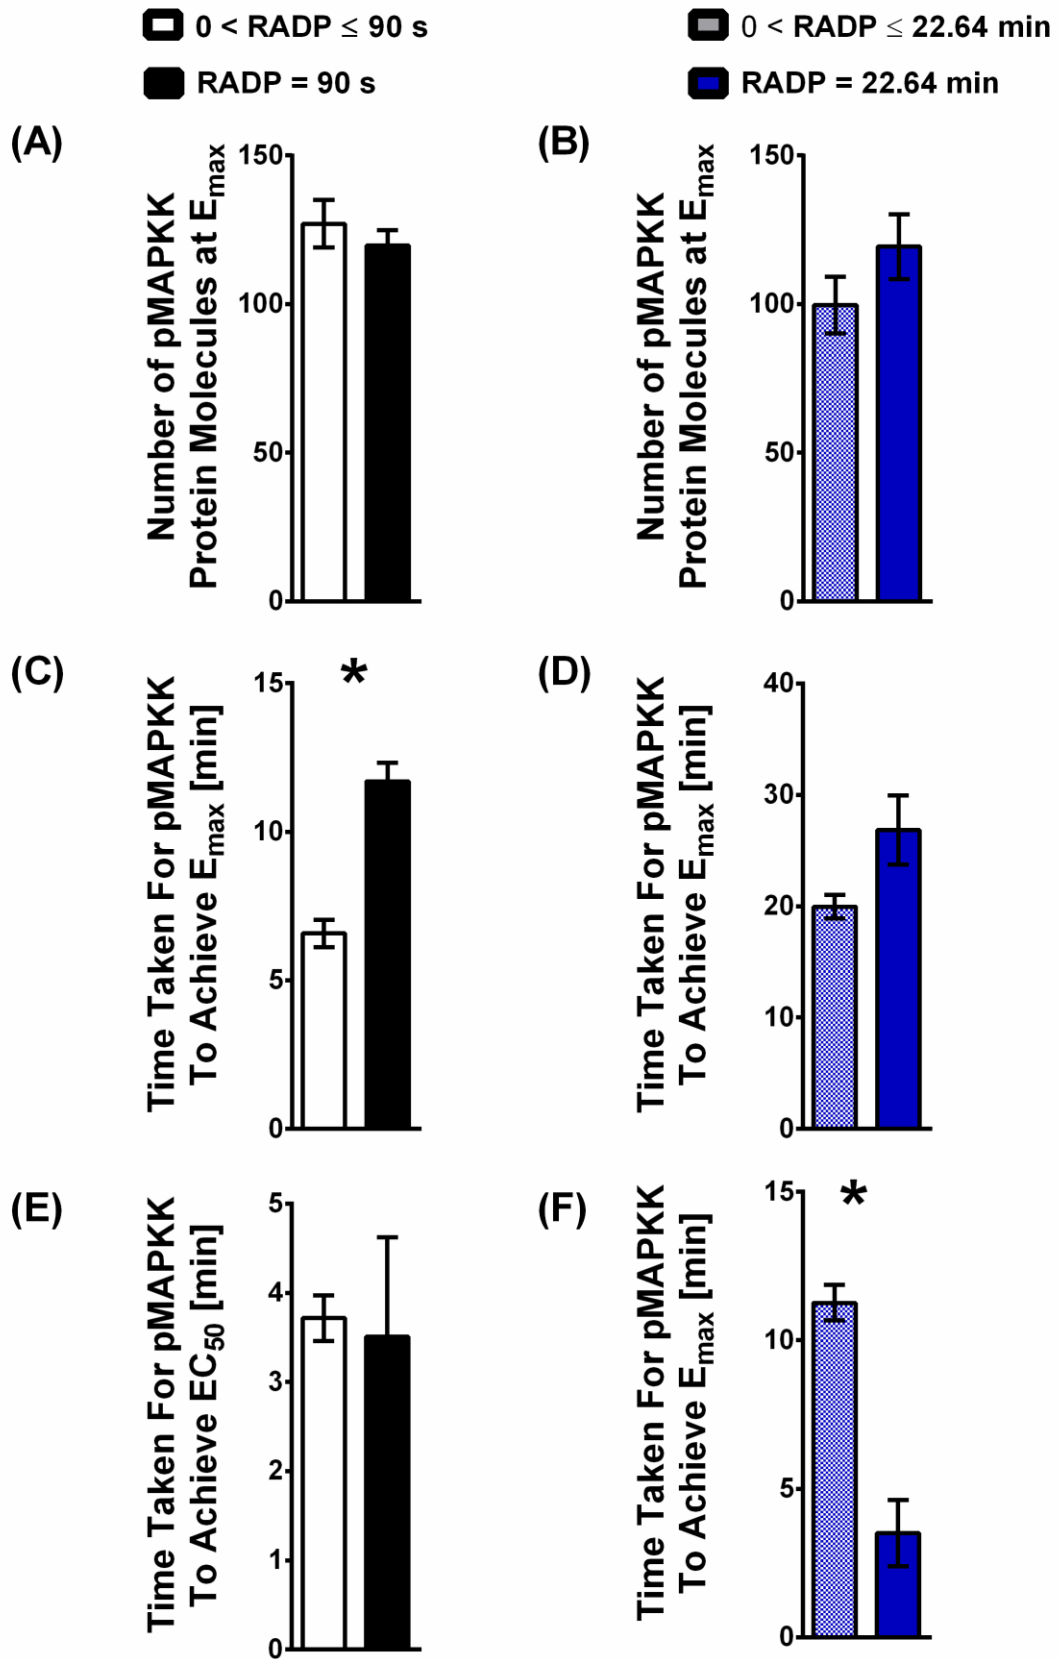 0 < RADP ≤ 90 s
RADP = 90 s
0 < RADP ≤ 22.64 min
RADP = 22.64 min
(A)
Number of pMAPKK
Protein Molecules at Emax
150
100
50
0
(B)
Number of pMAPKK
Protein Molecules at Emax
150
100
50
0
(C)
Time Taken For pMAPKK
To Achieve Emax [min]
15
10
5
0
*
(D)
Time Taken For pMAPKK
To Achieve Emax [min]
40
30
20
10
0
(E)
Time Taken For pMAPKK
To Achieve EC50 [min]
5
4
3
2
1
0
(F)
Time Taken For pMAPKK
To Achieve Emax [min]
15
10
5
0
*